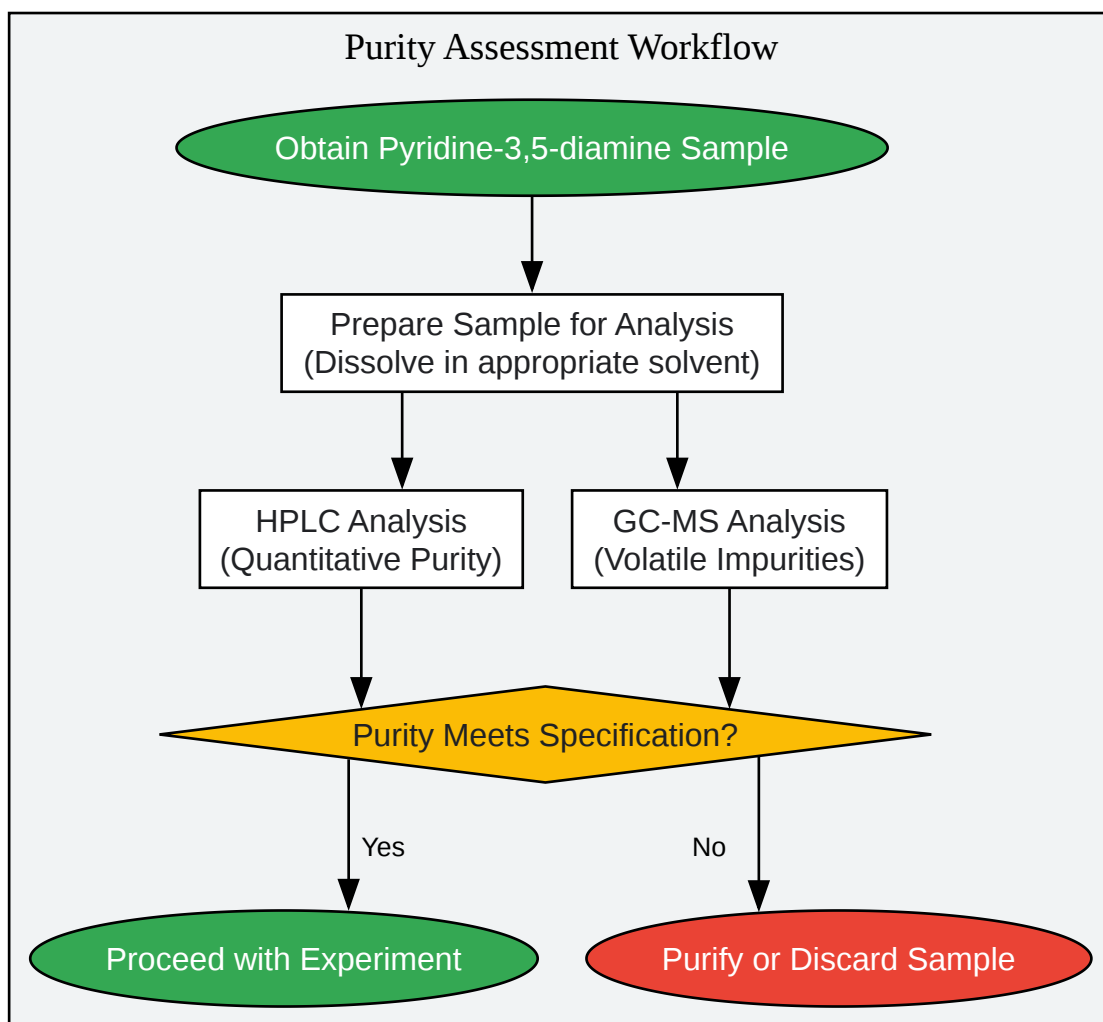 Purity Assessment Workflow
Obtain Pyridine-3,5-diamine Sample
Prepare Sample for Analysis
(Dissolve in appropriate solvent)
HPLC Analysis
(Quantitative Purity)
GC-MS Analysis
(Volatile Impurities)
Purity Meets Specification?
Yes
No
Proceed with Experiment
Purify or Discard Sample